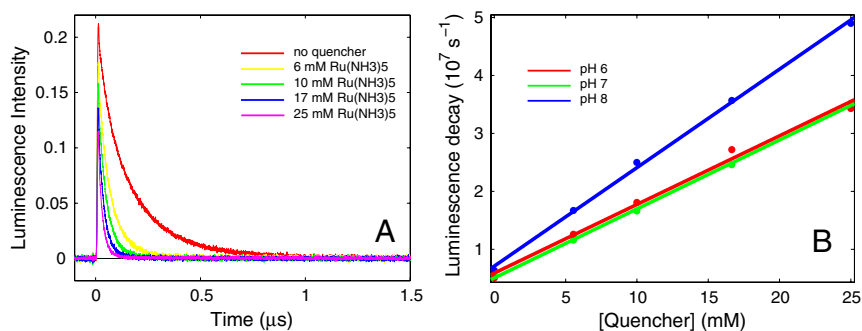 0.2
0.15
0.1
0.05
0
0
0.5
1
1.5
Luminescence Intensity
Time (μs)
no quencher
6 mM Ru(NH3)5
10 mM Ru(NH3)5
17 mM Ru(NH3)5
25 mM Ru(NH3)5
A
5
4
3
2
1
0
5
10
15
20
25
Luminescence decay (10⁷ s⁻¹)
[Quencher] (mM)
pH 6
pH 7
pH 8
B